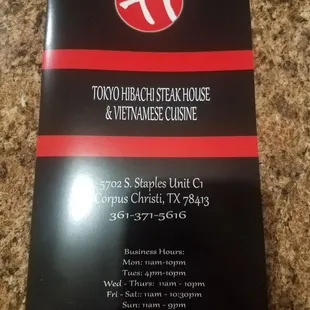 TOKYO HIBACHI STEAK HOUSE
& VIETNAMESE CUISINE
5702 S. Staples Unit C1
Corpus Christi, TX 78413
361-371-5616
Business Hours:
Mon: 11am-10pm
Tues: 4pm-10pm
Wed - Thurs: 11am - 10pm
Fri - Sat: 11am - 10:30pm
Sun: 11am - 9pm